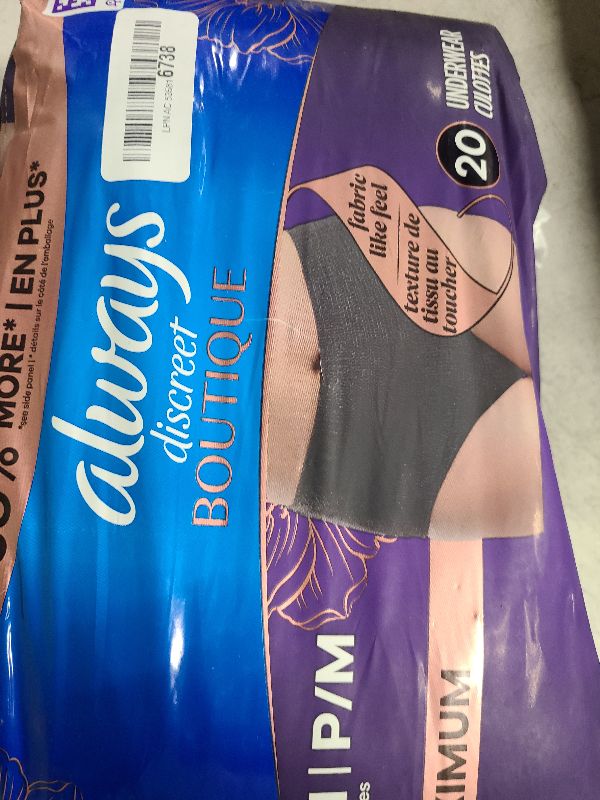 MORE* | EN PLUS*
*see side panel | * détails sur le côté de l'emballage
6738
always
discreet
BOUTIQUE
20
UNDERWEAR
CULOTTES
fabric
like feel
texture de
tissu au
toucher
| P/M
IMUM